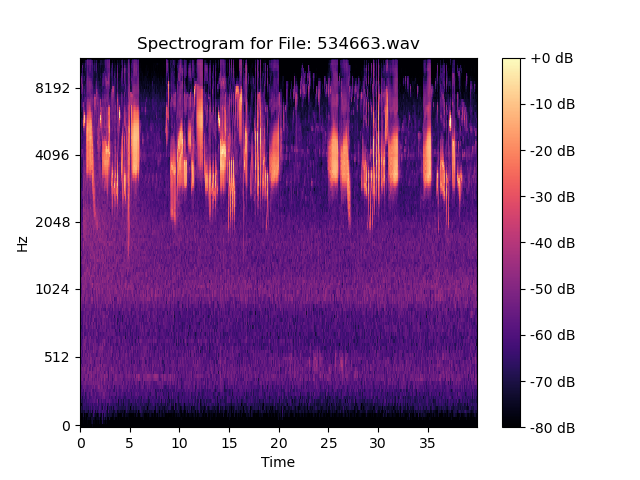 Spectrogram for File: 534663.wav
8192
4096
2048
1024
512
0
Hz
0 5 10 15 20 25 30 35
Time
+0 dB
-10 dB
-20 dB
-30 dB
-40 dB
-50 dB
-60 dB
-70 dB
-80 dB